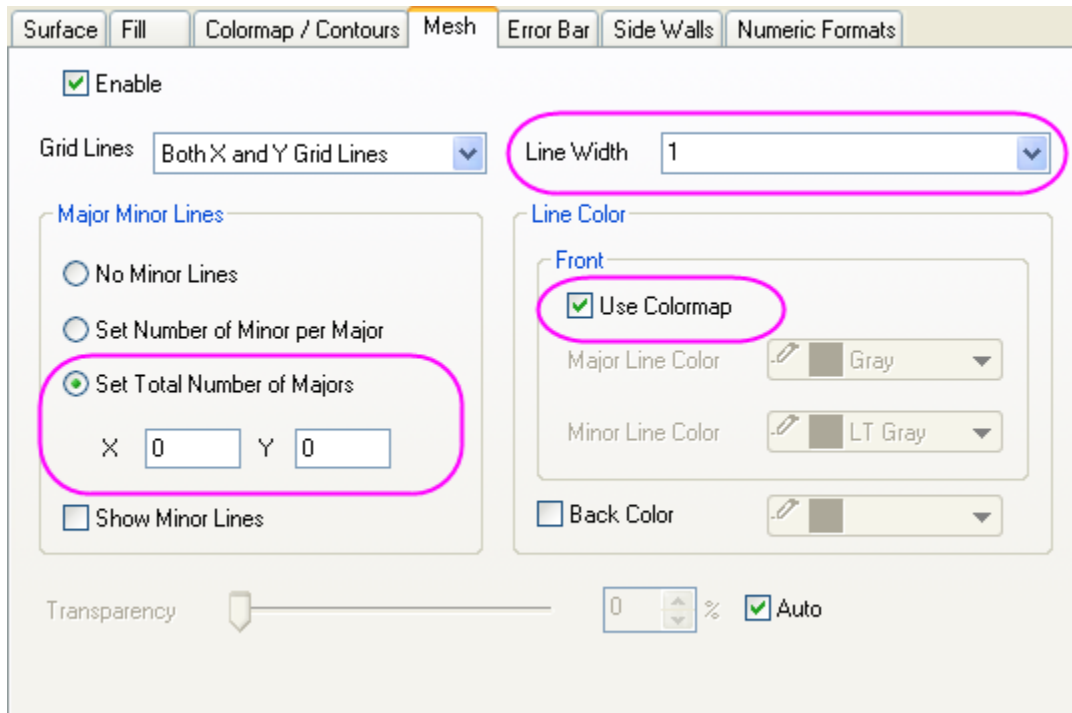 Surface Fill Colormap / Contours Mesh Error Bar Side Walls Numeric Formats
Enable
Grid Lines Both X and Y Grid Lines Line Width 1
Major Minor Lines
No Minor Lines
Set Number of Minor per Major
Set Total Number of Majors
X 0 Y 0
Show Minor Lines
Line Color
Front
Use Colormap
Major Line Color Gray
Minor Line Color LT Gray
Back Color
Transparency 0 % Auto